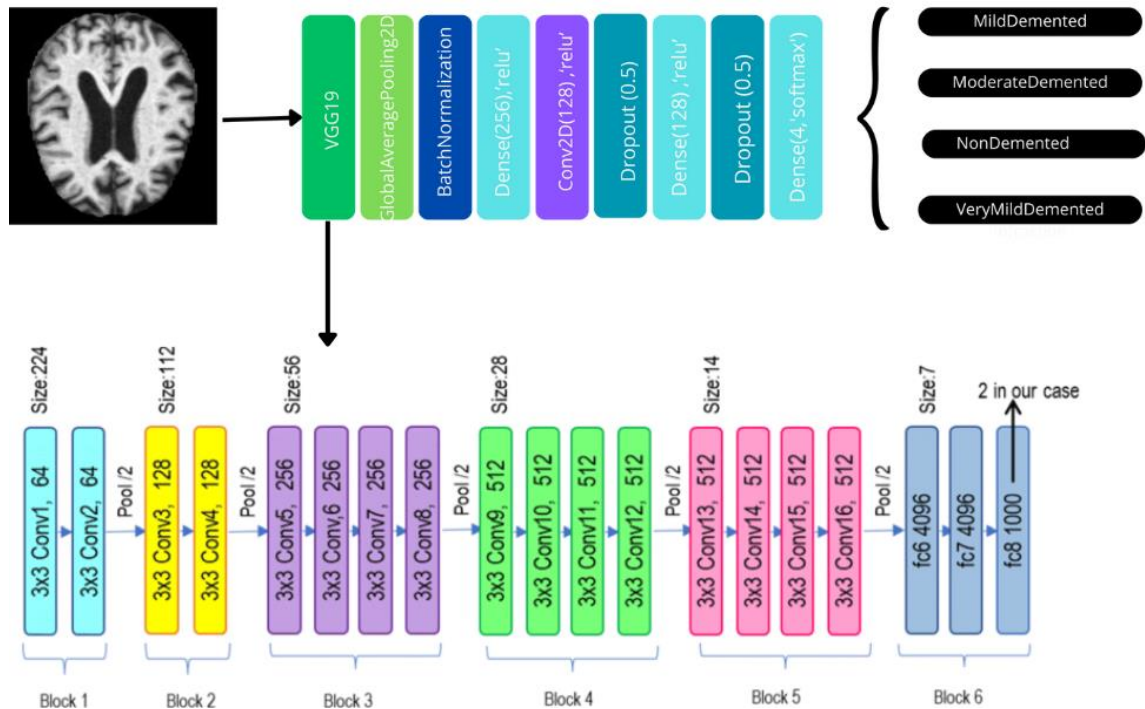 VGG19
GlobalAveragePooling2D
BatchNormalization
Dense(256),'relu'
Conv2D(128) ,'relu'
Dropout (0.5)
Dense(128) ,'relu'
Dropout (0.5)
Dense(4,'softmax')
MildDemented
ModerateDemented
NonDemented
VeryMildDemented
Size:224
3x3 Conv1, 64
3x3 Conv2, 64
Pool /2
Size:112
3x3 Conv3, 128
3x3 Conv4, 128
Pool /2
Size:56
3x3 Conv5, 256
3x3 Conv,6 256
3x3 Conv7, 256
3x3 Conv8, 256
Pool /2
Size:28
3x3 Conv9, 512
3x3 Conv10, 512
3x3 Conv11, 512
3x3 Conv12, 512
Pool /2
Size:14
3x3 Conv13, 512
3x3 Conv14, 512
3x3 Conv15, 512
3x3 Conv16, 512
Pool /2
Size:7
2 in our case
fc6 4096
fc7 4096
fc8 1000
Block 1
Block 2
Block 3
Block 4
Block 5
Block 6